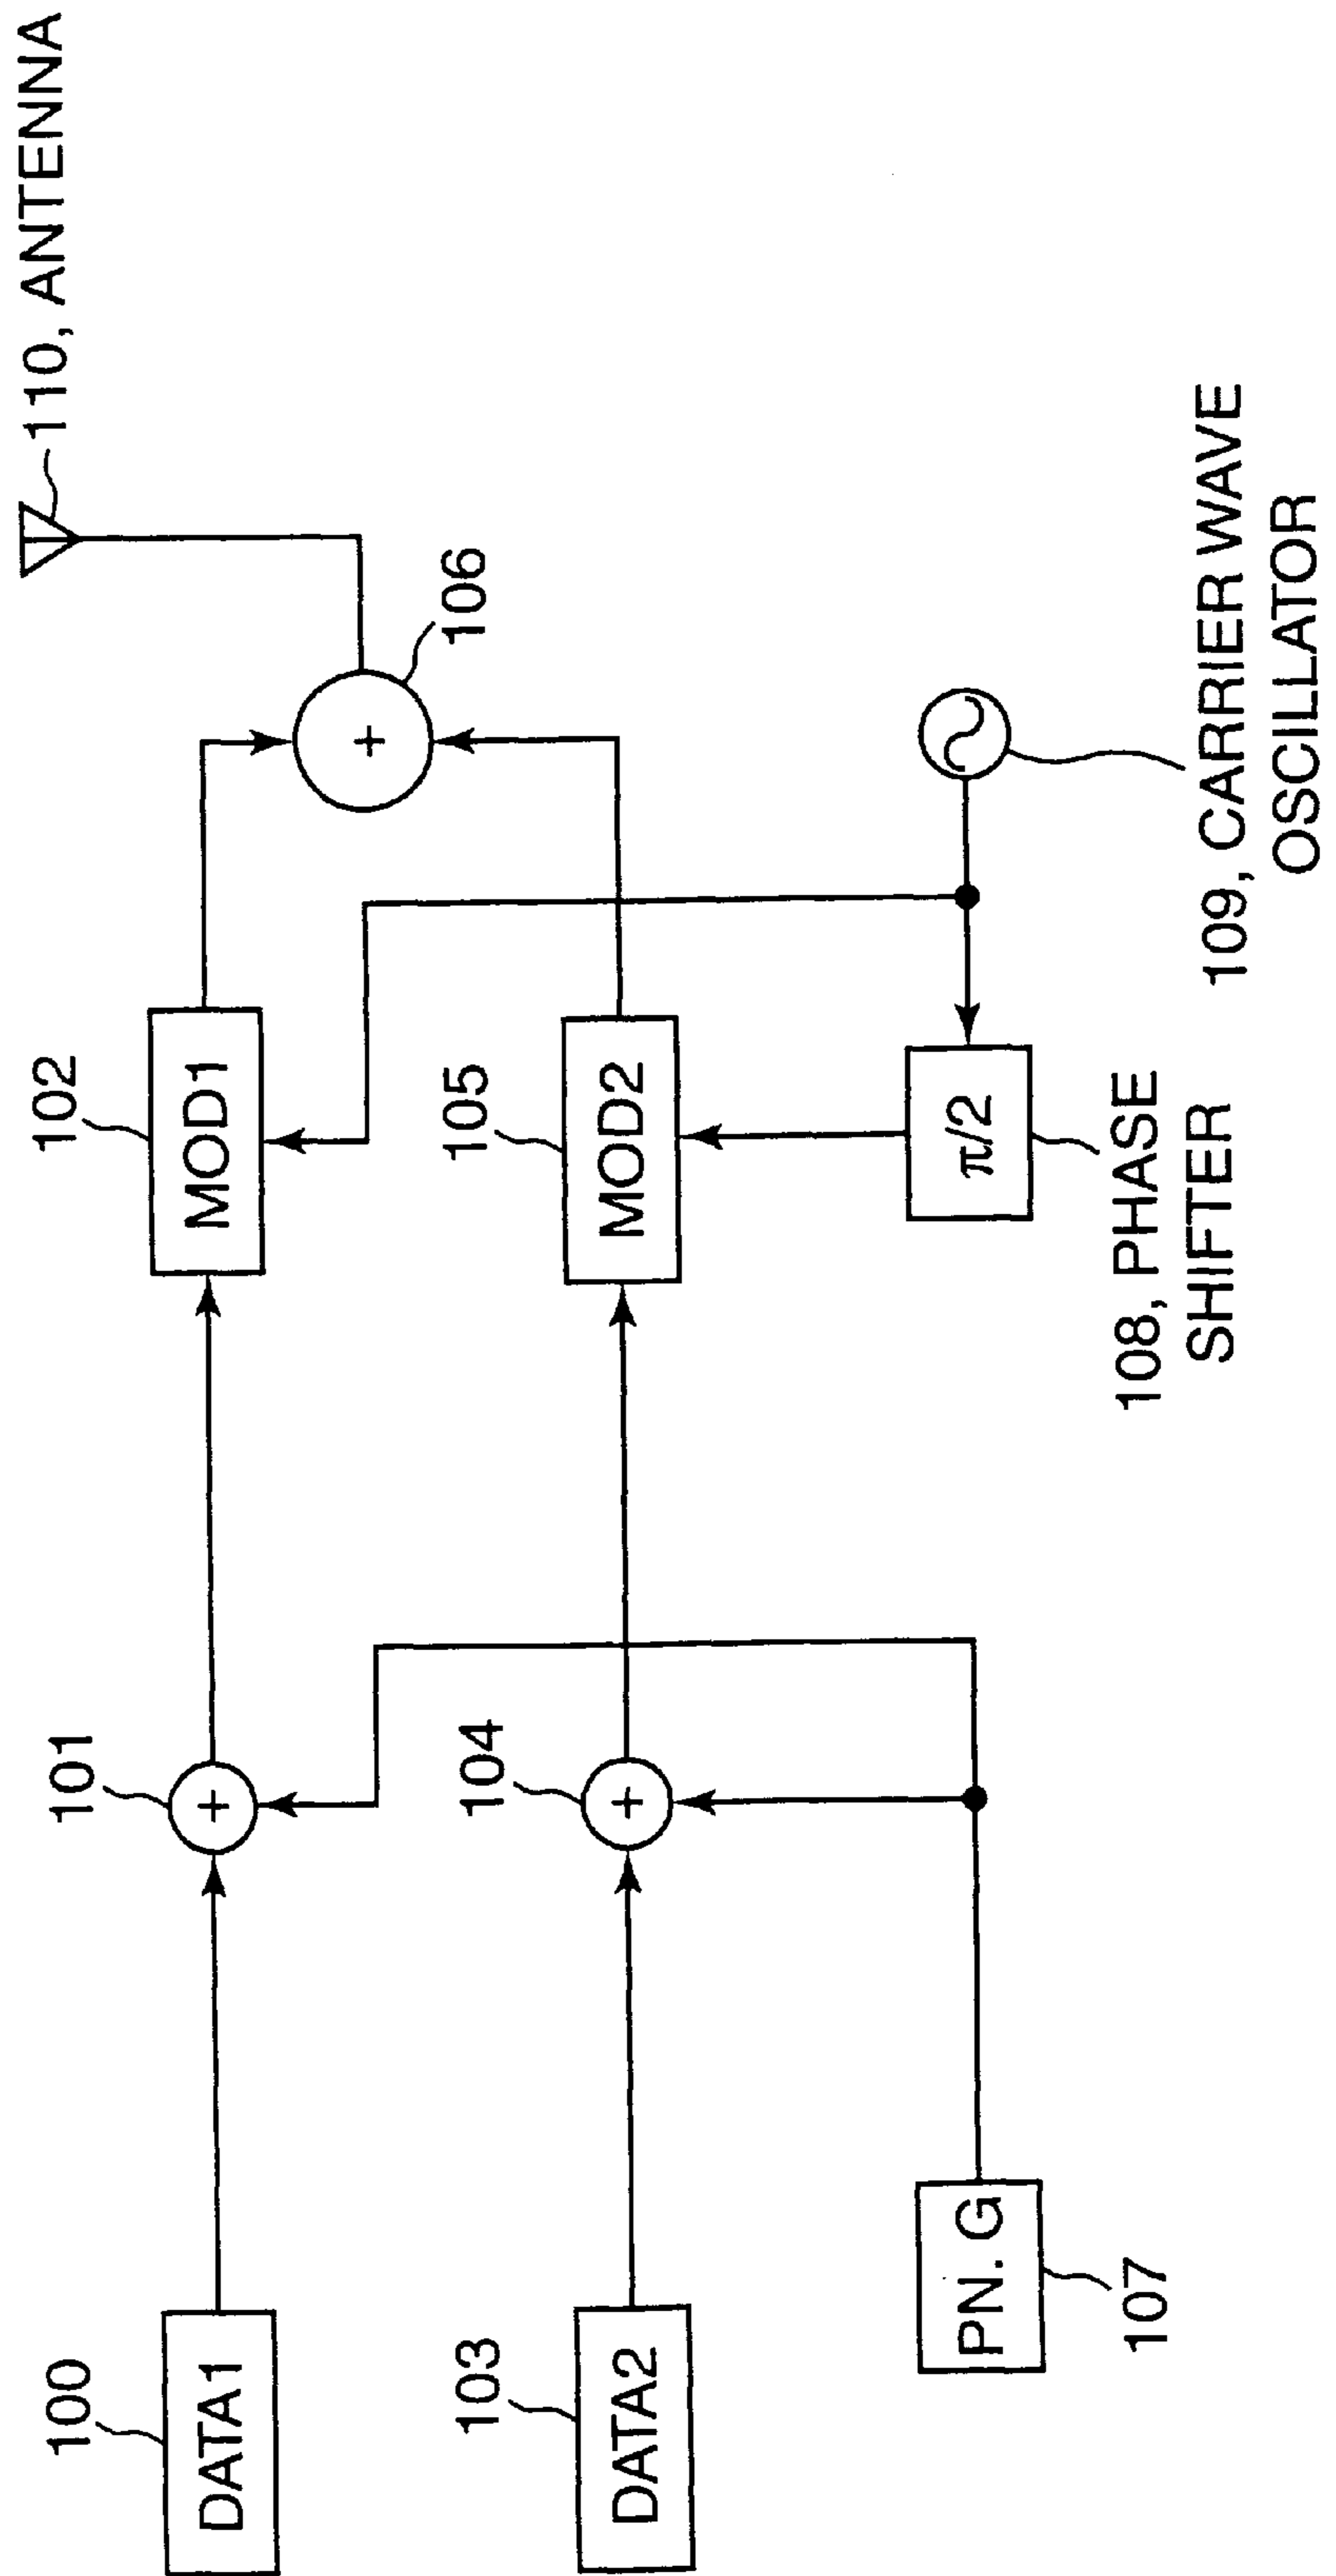 100
DATA1
101
+
102
MOD1
110, ANTENNA
103
DATA2
104
+
105
MOD2
+
106
107
PN. G
π/2
108, PHASE
SHIFTER
109, CARRIER WAVE
OSCILLATOR